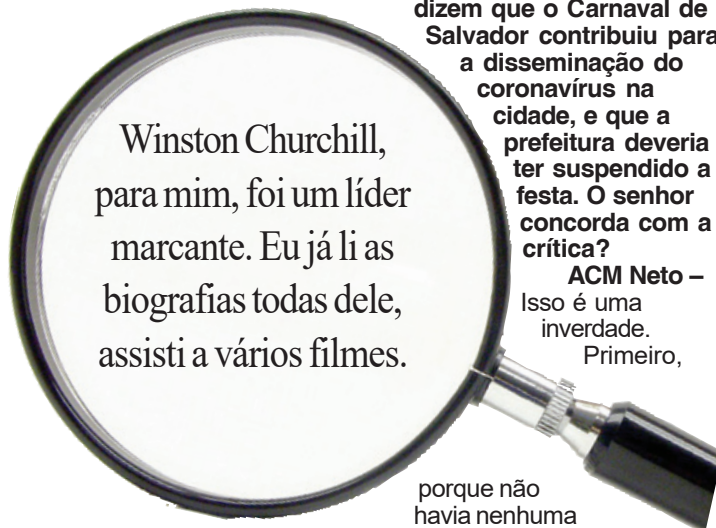 Winston Churchill,
para mim, foi um líder
marcante. Eu já li as
biografias todas dele,
assisti a vários filmes.
dizem que o Carnaval de
Salvador contribuiu para
a disseminação do
coronavírus na
cidade, e que a
prefeitura deveria
ter suspendido a
festa. O senhor
concorda com a
crítica?
ACM Neto –
Isso é uma
inverdade.
Primeiro,
porque não
havia nenhuma